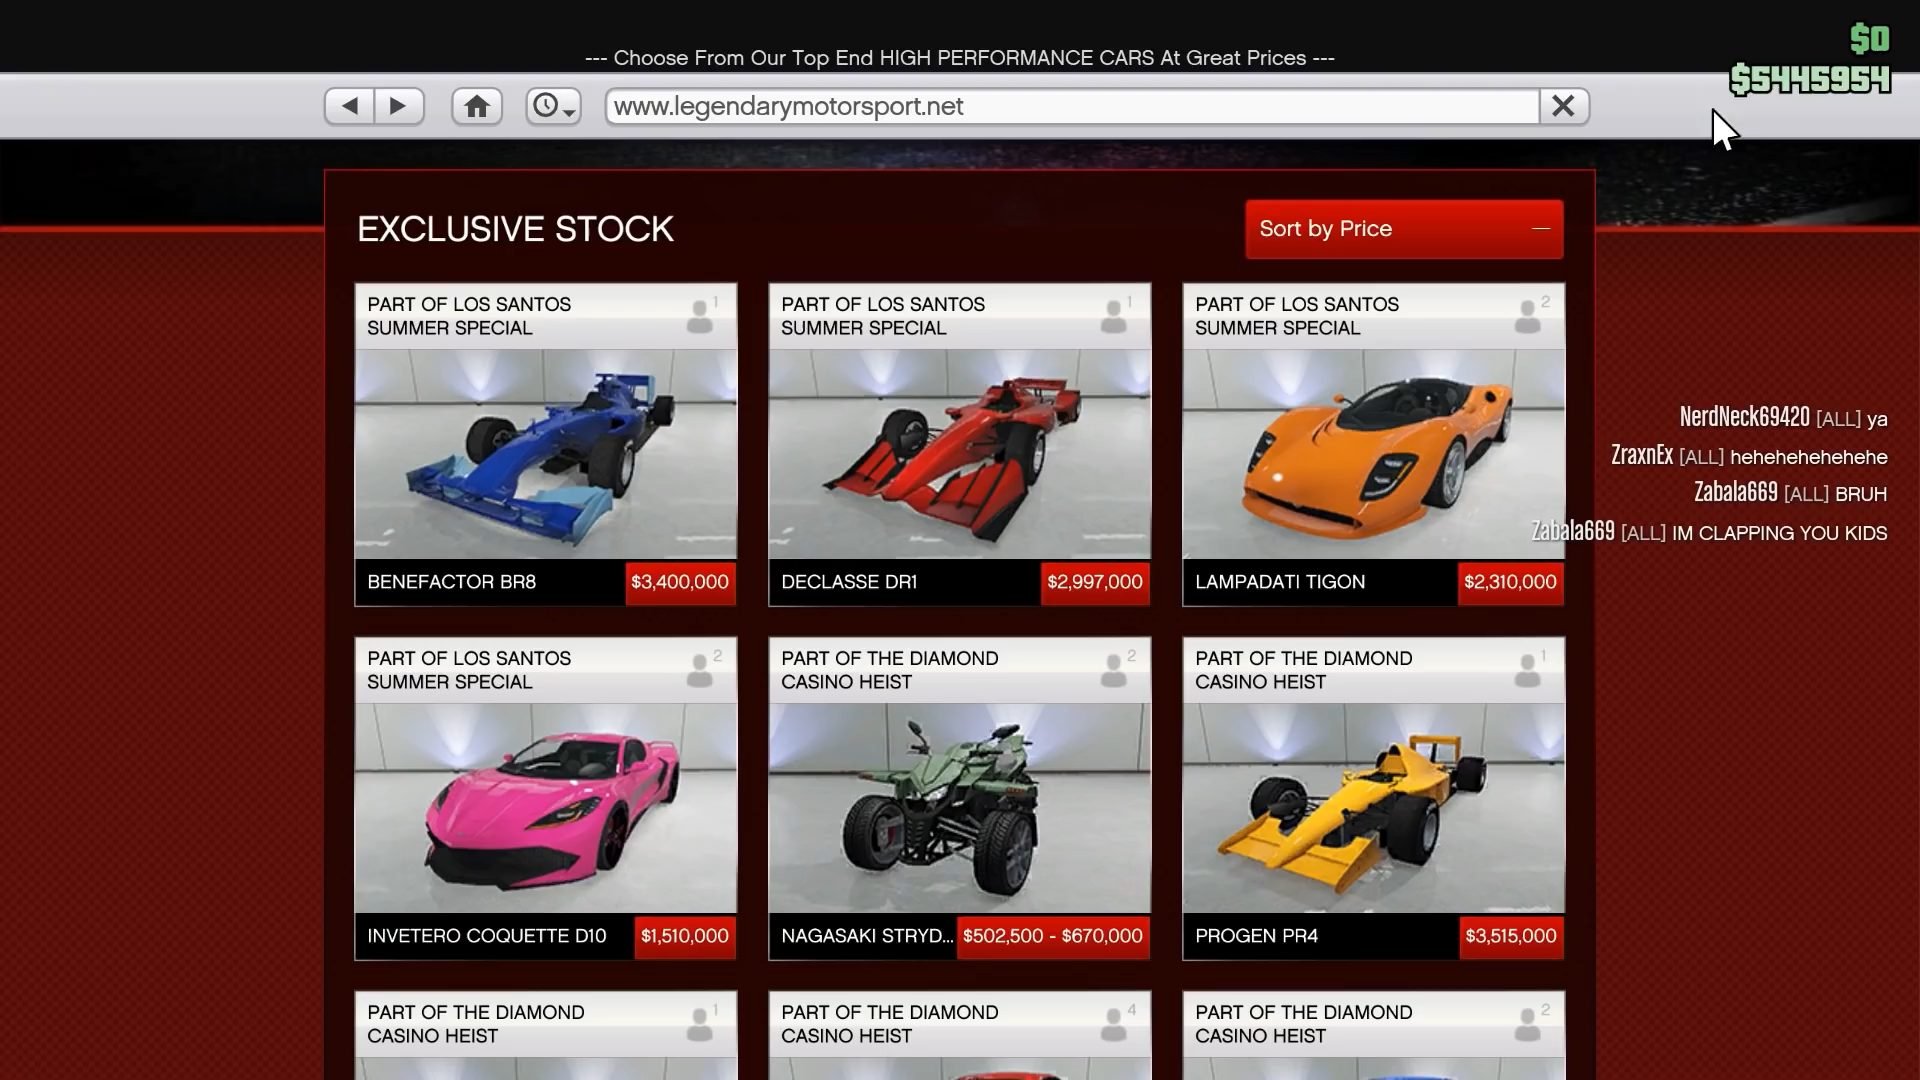 $0
--- Choose From Our Top End HIGH PERFORMANCE CARS At Great Prices ---
$5445954
www.legendarymotorsport.net
EXCLUSIVE STOCK
Sort by Price
PART OF LOS SANTOS
SUMMER SPECIAL
1
BENEFACTOR BR8
$3,400,000
PART OF LOS SANTOS
SUMMER SPECIAL
1
DECLASSE DR1
$2,997,000
PART OF LOS SANTOS
SUMMER SPECIAL
2
LAMPADATI TIGON
$2,310,000
NerdNeck69420 [ALL] ya
ZraxnEx [ALL] hehehehehehehe
Zabala669 [ALL] BRUH
Zabala669 [ALL] IM CLAPPING YOU KIDS
PART OF LOS SANTOS
SUMMER SPECIAL
2
INVETERO COQUETTE D10
$1,510,000
PART OF THE DIAMOND
CASINO HEIST
2
NAGASAKI STRYD...
$502,500 - $670,000
PART OF THE DIAMOND
CASINO HEIST
1
PROGEN PR4
$3,515,000
PART OF THE DIAMOND
CASINO HEIST
1
PART OF THE DIAMOND
CASINO HEIST
4
PART OF THE DIAMOND
CASINO HEIST
2